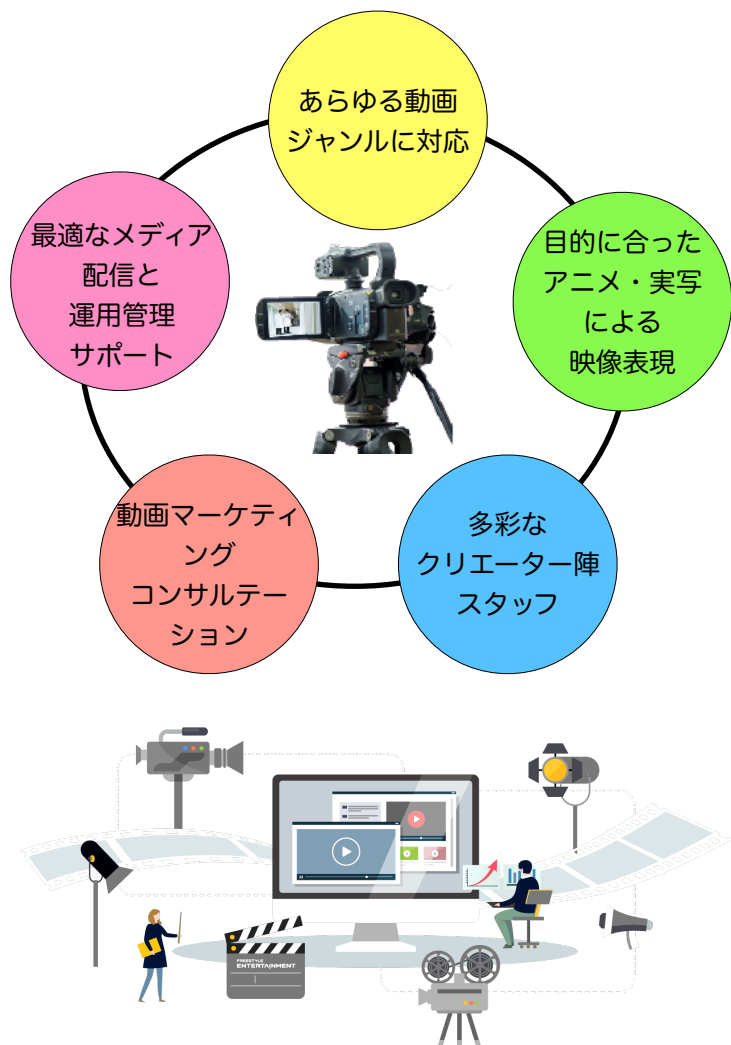 あらゆる動画
ジャンルに対応
最適なメディア
配信と
運用管理
サポート
目的に合った
アニメ・実写
による
映像表現
動画マーケティ
ング
コンサルテー
ション
多彩な
クリエーター陣
スタッフ
FREESTYLE
ENTERTAINMENT